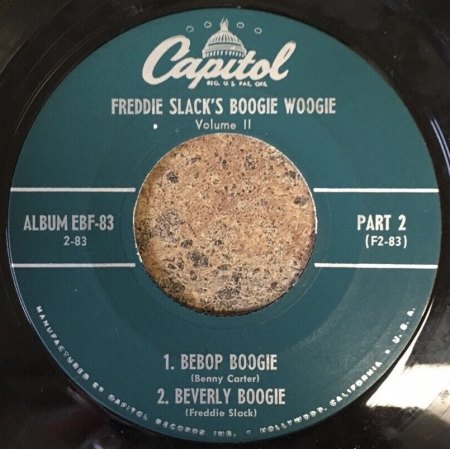 Capitol
REG. U.S. PAT. OFF.
FREDDIE SLACK'S BOOGIE WOOGIE
Volume II
ALBUM EBF-83
2-83
PART 2
(F2-83)
1. BEBOP BOOGIE
(Benny Carter)
2. BEVERLY BOOGIE
(Freddie Slack)
MANUFACTURED BY CAPITOL RECORDS, INC. • HOLLYWOOD, CALIFORNIA • U.S.A.